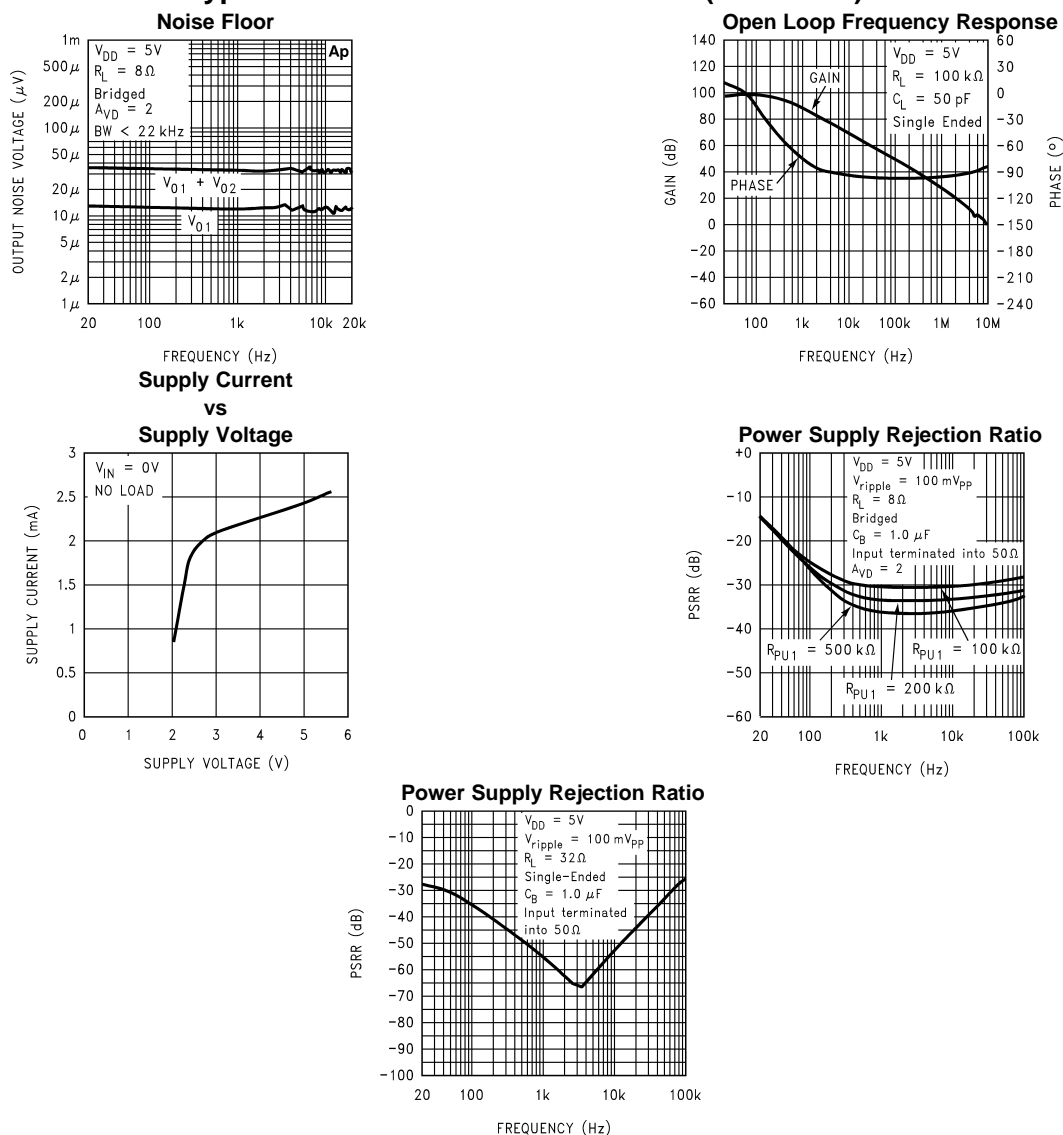 Noise Floor
1m
500 μ
200 μ
100 μ
50 μ
20 μ
10 μ
5 μ
2 μ
1 μ
OUTPUT NOISE VOLTAGE (μV)
V_DD = 5V
R_L = 8Ω
Bridged
A_VD = 2
BW < 22 kHz
Ap
V_01 + V_02
V_01
20 100 1k 10k 20k
FREQUENCY (Hz)
Open Loop Frequency Response
140
120
100
80
60
40
20
0
-20
-40
-60
GAIN (dB)
V_DD = 5V
R_L = 100 kΩ
C_L = 50 pF
Single Ended
GAIN
PHASE
60
30
0
-30
-60
-90
-120
-150
-180
-210
-240
PHASE (°)
100 1k 10k 100k 1M 10M
FREQUENCY (Hz)
Supply Current
vs
Supply Voltage
3
2.5
2
1.5
1
0.5
0
SUPPLY CURRENT (mA)
V_IN = 0V
NO LOAD
0 1 2 3 4 5 6
SUPPLY VOLTAGE (V)
Power Supply Rejection Ratio
+0
-10
-20
-30
-40
-50
-60
PSRR (dB)
V_DD = 5V
V_ripple = 100 mV_PP
R_L = 8Ω
Bridged
C_B = 1.0 μF
Input terminated into 50Ω
A_VD = 2
R_PU1 = 500 kΩ
R_PU1 = 100 kΩ
R_PU1 = 200 kΩ
20 100 1k 10k 100k
FREQUENCY (Hz)
Power Supply Rejection Ratio
0
-10
-20
-30
-40
-50
-60
-70
-80
-90
-100
PSRR (dB)
V_DD = 5V
V_ripple = 100 mV_PP
R_L = 32Ω
Single-Ended
C_B = 1.0 μF
Input terminated
into 50Ω
20 100 1k 10k 100k
FREQUENCY (Hz)